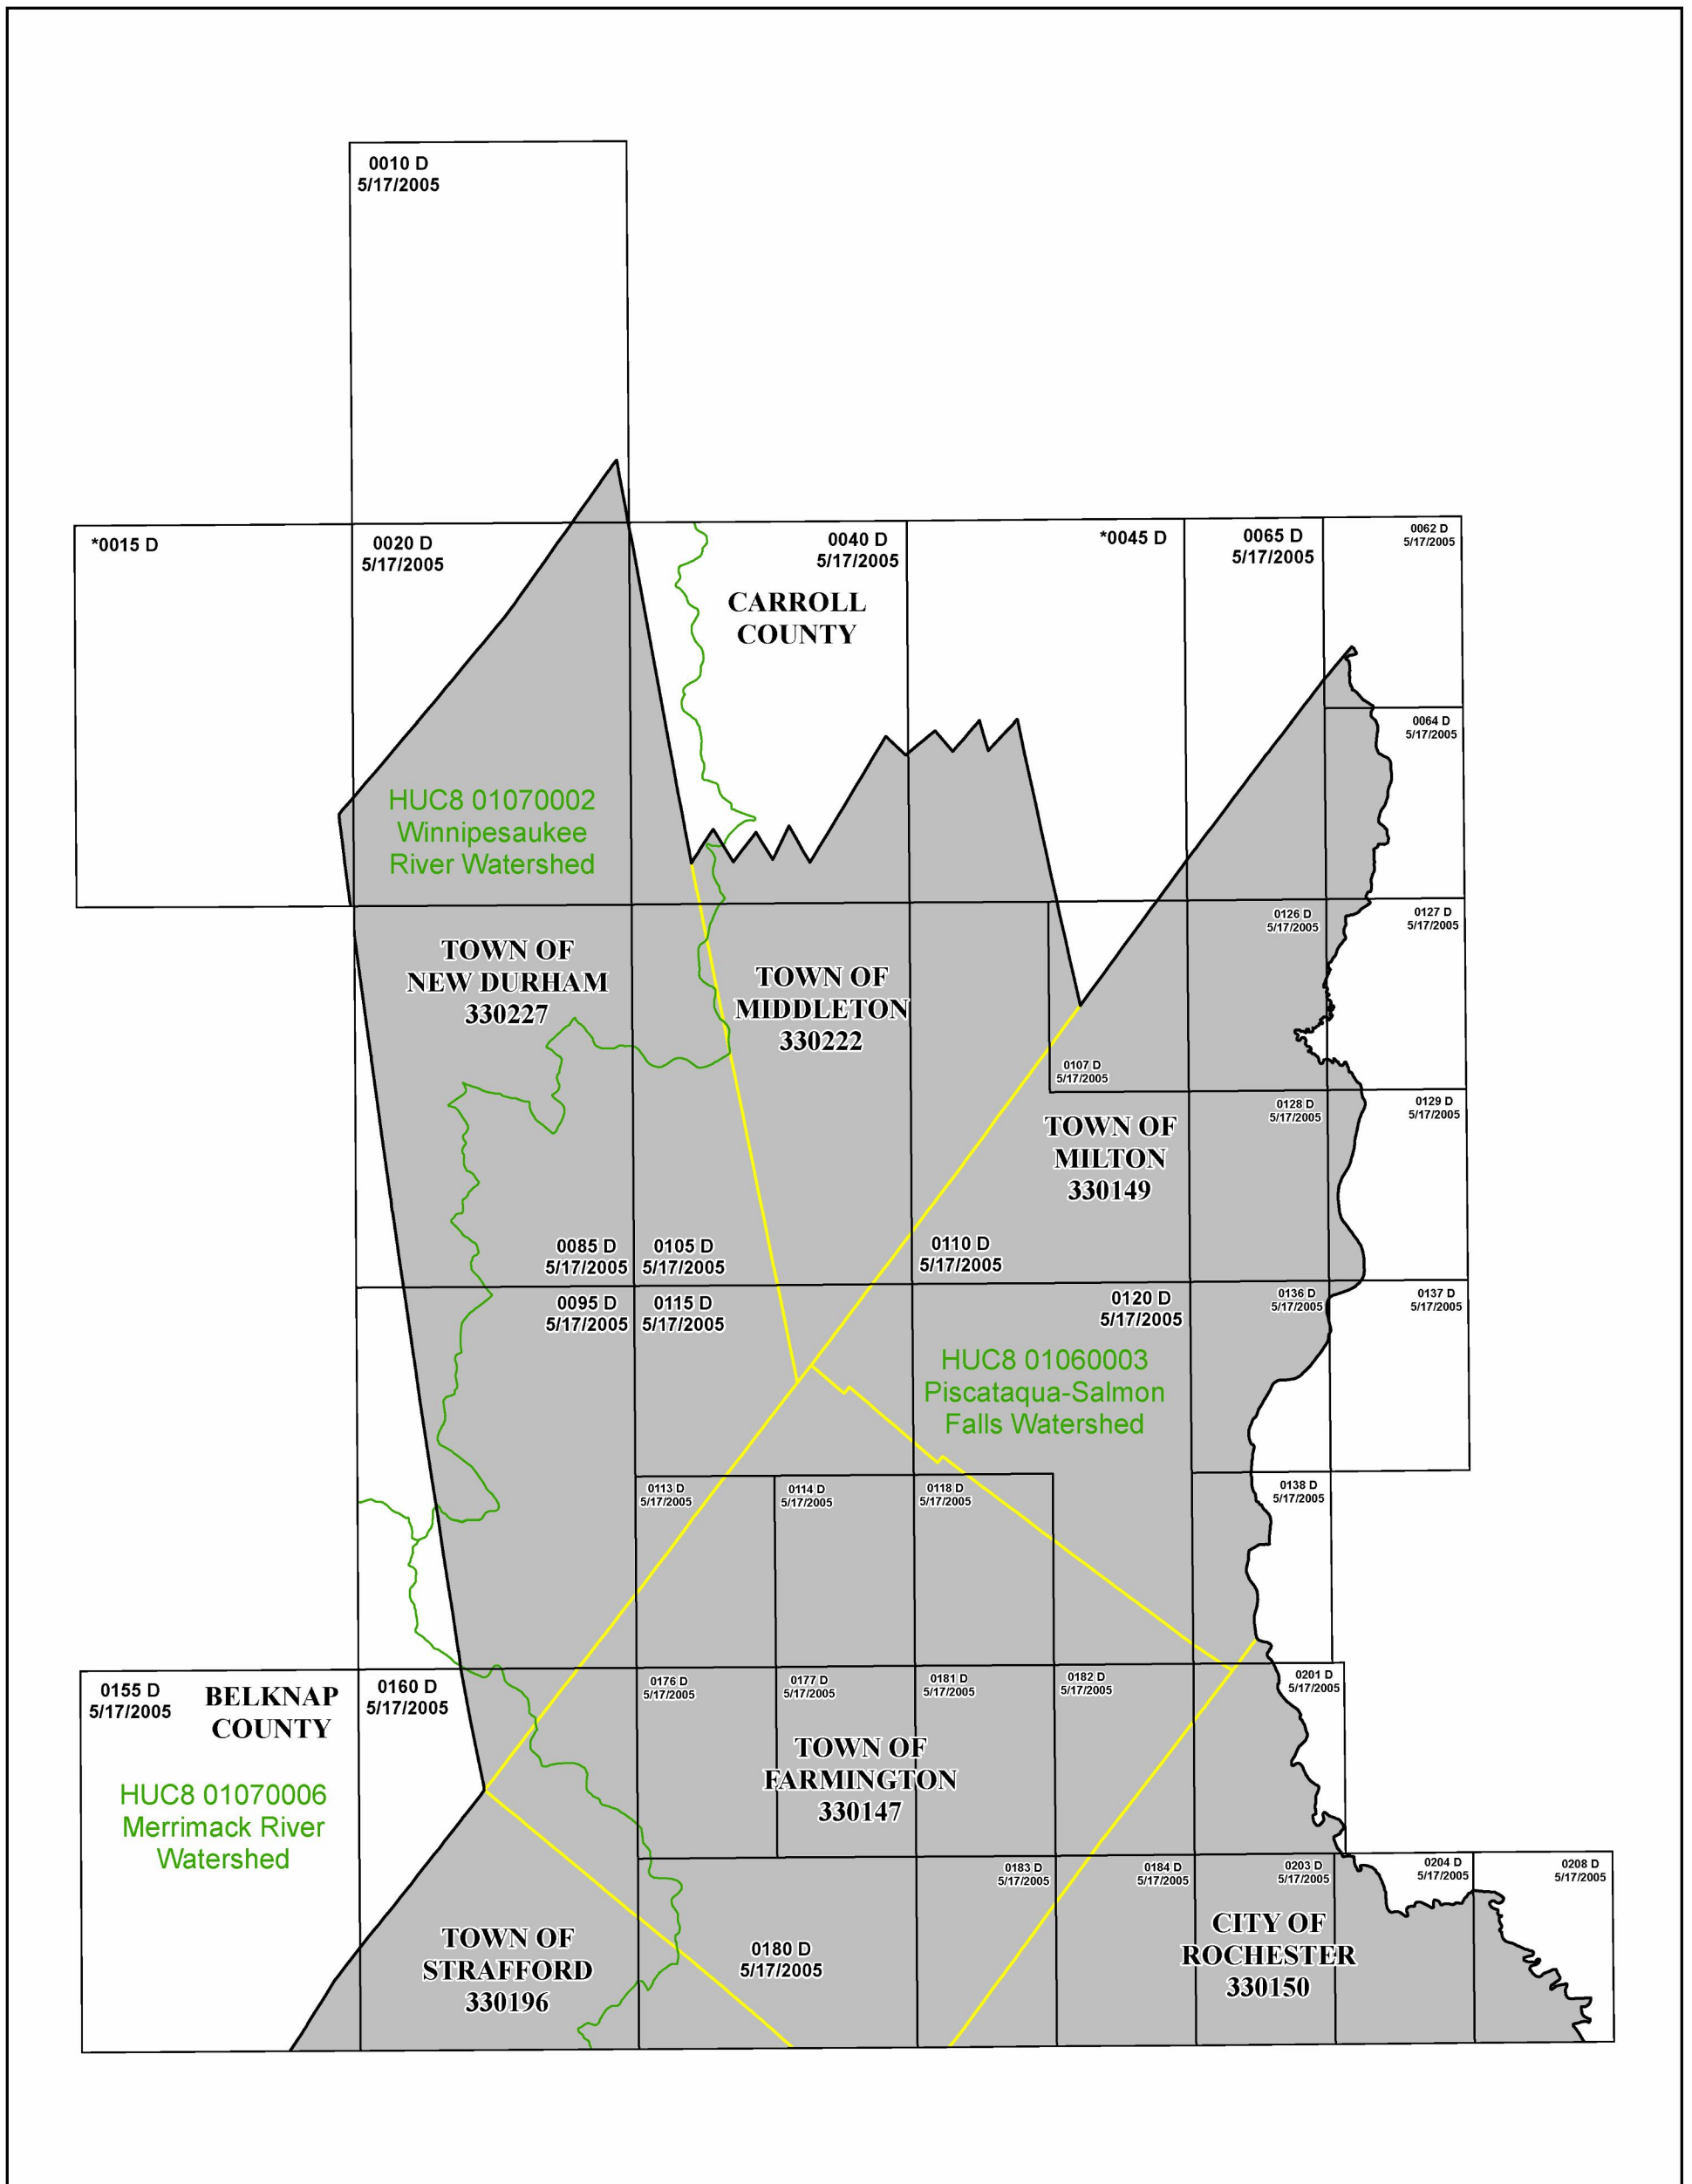 0010 D
5/17/2005
*0015 D
0020 D
5/17/2005
0040 D
5/17/2005
*0045 D
0065 D
5/17/2005
0062 D
5/17/2005
CARROLL
COUNTY
0064 D
5/17/2005
HUC8 01070002
Winnipesaukee
River Watershed
0126 D
5/17/2005
0127 D
5/17/2005
TOWN OF
NEW DURHAM
330227
TOWN OF
MIDDLETON
330222
0107 D
5/17/2005
0128 D
5/17/2005
0129 D
5/17/2005
TOWN OF
MILTON
330149
0085 D
5/17/2005
0105 D
5/17/2005
0110 D
5/17/2005
0095 D
5/17/2005
0115 D
5/17/2005
0120 D
5/17/2005
0136 D
5/17/2005
0137 D
5/17/2005
HUC8 01060003
Piscataqua-Salmon
Falls Watershed
0113 D
5/17/2005
0114 D
5/17/2005
0118 D
5/17/2005
0138 D
5/17/2005
0155 D
5/17/2005
BELKNAP
COUNTY
0160 D
5/17/2005
0176 D
5/17/2005
0177 D
5/17/2005
0181 D
5/17/2005
0182 D
5/17/2005
0201 D
5/17/2005
TOWN OF
FARMINGTON
330147
HUC8 01070006
Merrimack River
Watershed
0183 D
5/17/2005
0184 D
5/17/2005
0203 D
5/17/2005
0204 D
5/17/2005
0208 D
5/17/2005
TOWN OF
STRAFFORD
330196
0180 D
5/17/2005
CITY OF
ROCHESTER
330150